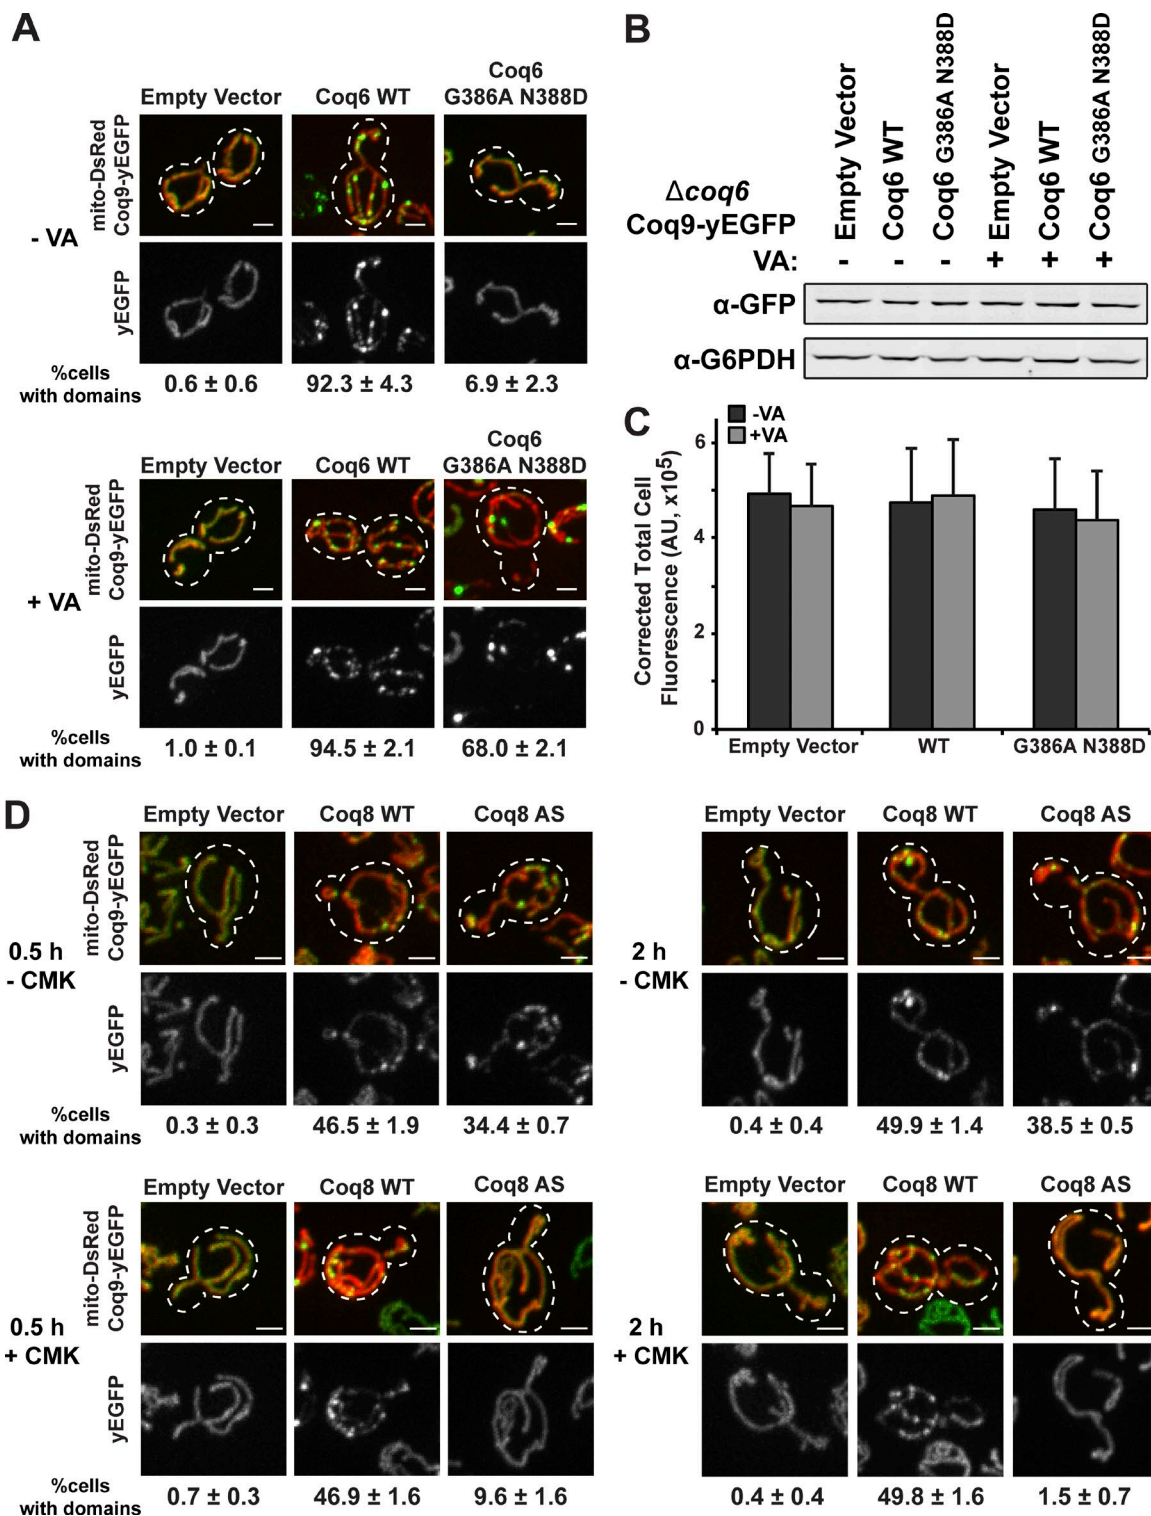 A
Empty Vector
Coq6 WT
Coq6
G386A N388D
- VA
mito-DsRed
Coq9-yEGFP
yEGFP
%cells
with domains
0.6 ± 0.6
92.3 ± 4.3
6.9 ± 2.3
Empty Vector
Coq6 WT
Coq6
G386A N388D
+ VA
mito-DsRed
Coq9-yEGFP
yEGFP
%cells
with domains
1.0 ± 0.1
94.5 ± 2.1
68.0 ± 2.1
B
Δcoq6
Coq9-yEGFP
Empty Vector
Coq6 WT
Coq6 G386A N388D
Empty Vector
Coq6 WT
Coq6 G386A N388D
VA: - - - + + +
α-GFP
α-G6PDH
C
-VA
+VA
Corrected Total Cell
Fluorescence (AU, x10⁵)
6
4
2
0
Empty Vector
WT
G386A N388D
D
Empty Vector
Coq8 WT
Coq8 AS
0.5 h
- CMK
mito-DsRed
Coq9-yEGFP
yEGFP
%cells
with domains
0.3 ± 0.3
46.5 ± 1.9
34.4 ± 0.7
Empty Vector
Coq8 WT
Coq8 AS
2 h
- CMK
0.4 ± 0.4
49.9 ± 1.4
38.5 ± 0.5
Empty Vector
Coq8 WT
Coq8 AS
0.5 h
+ CMK
mito-DsRed
Coq9-yEGFP
yEGFP
%cells
with domains
0.7 ± 0.3
46.9 ± 1.6
9.6 ± 1.6
Empty Vector
Coq8 WT
Coq8 AS
2 h
+ CMK
0.4 ± 0.4
49.8 ± 1.6
1.5 ± 0.7